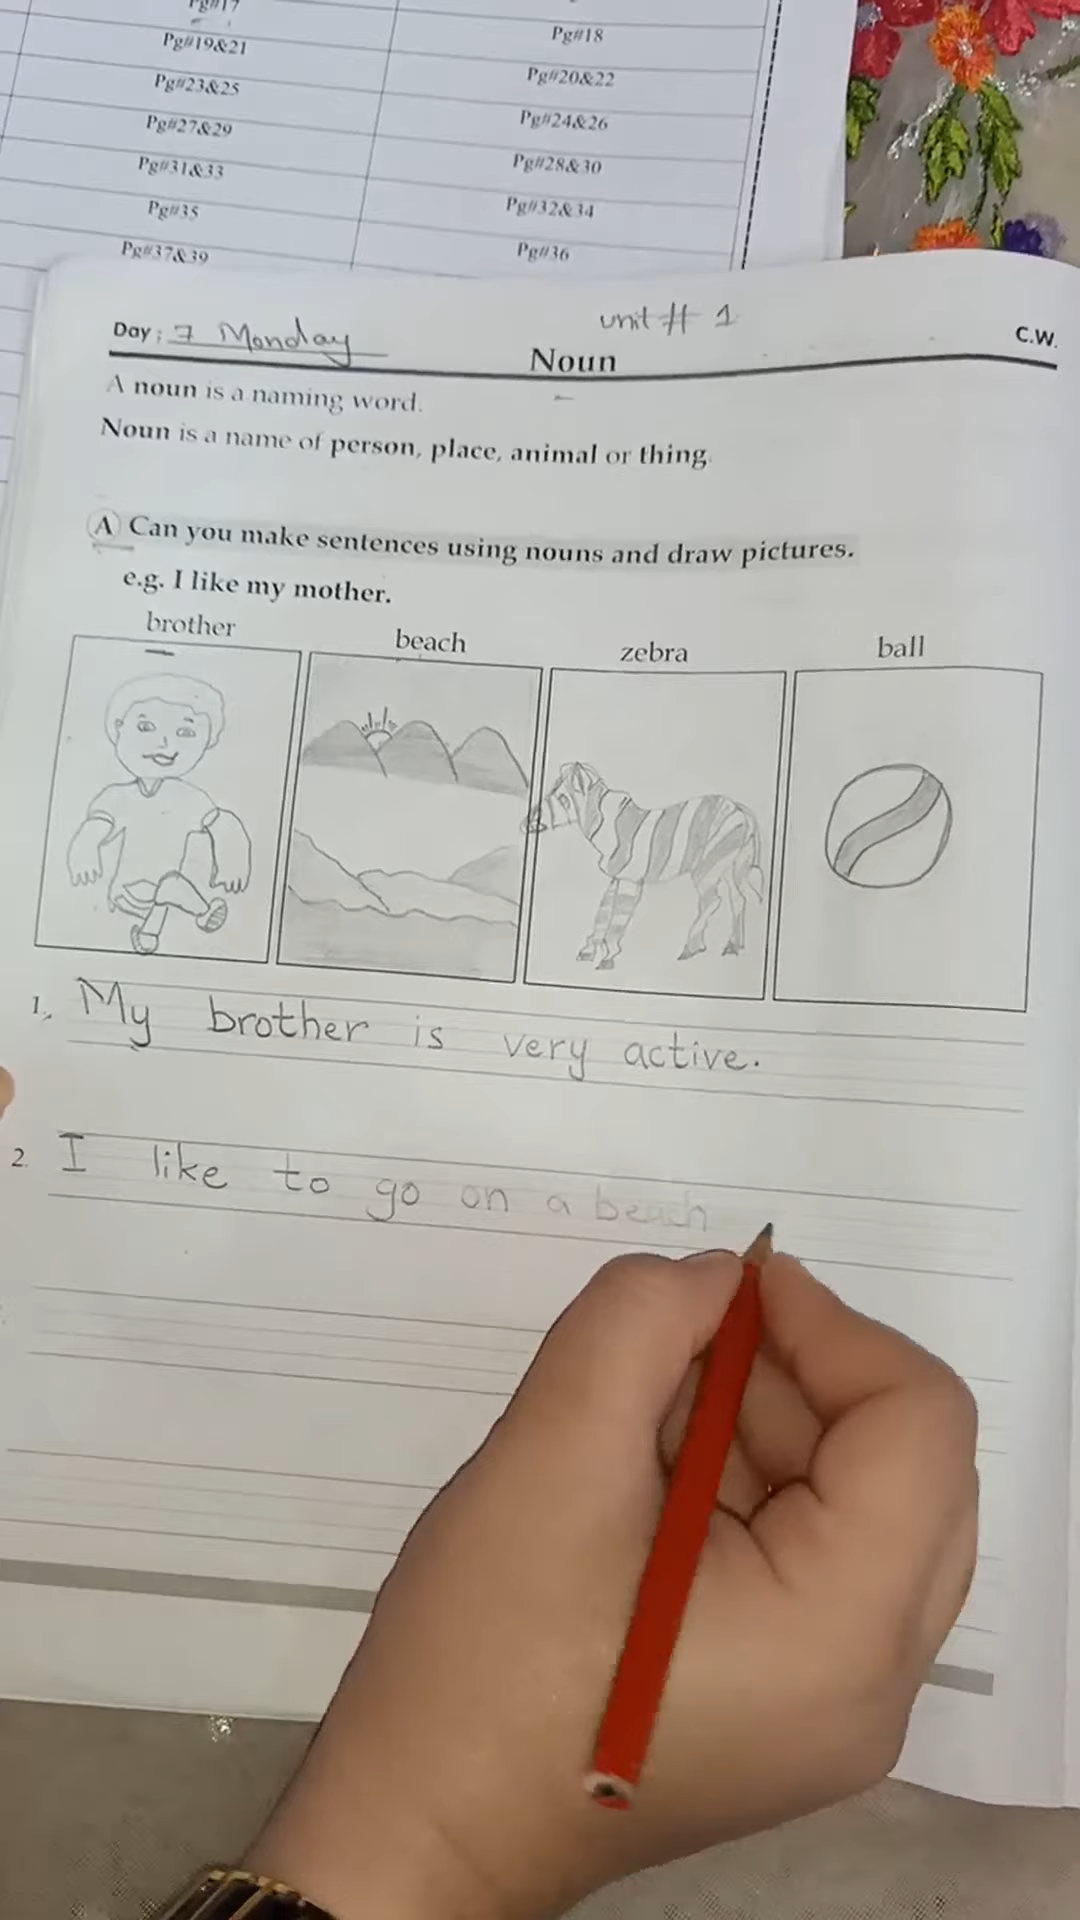 Pg#17
Pg#19&21 Pg#18
Pg#23&25 Pg#20&22
Pg#27&29 Pg#24&26
Pg#31&33 Pg#28&30
Pg#35 Pg#32&34
Pg#37&39 Pg#36
unit # 1
Day: 7 Monday C.W.
Noun
A noun is a naming word.
Noun is a name of person, place, animal or thing.
A Can you make sentences using nouns and draw pictures.
e.g. I like my mother.
brother beach zebra ball
1. My brother is very active.
2. I like to go on a beach